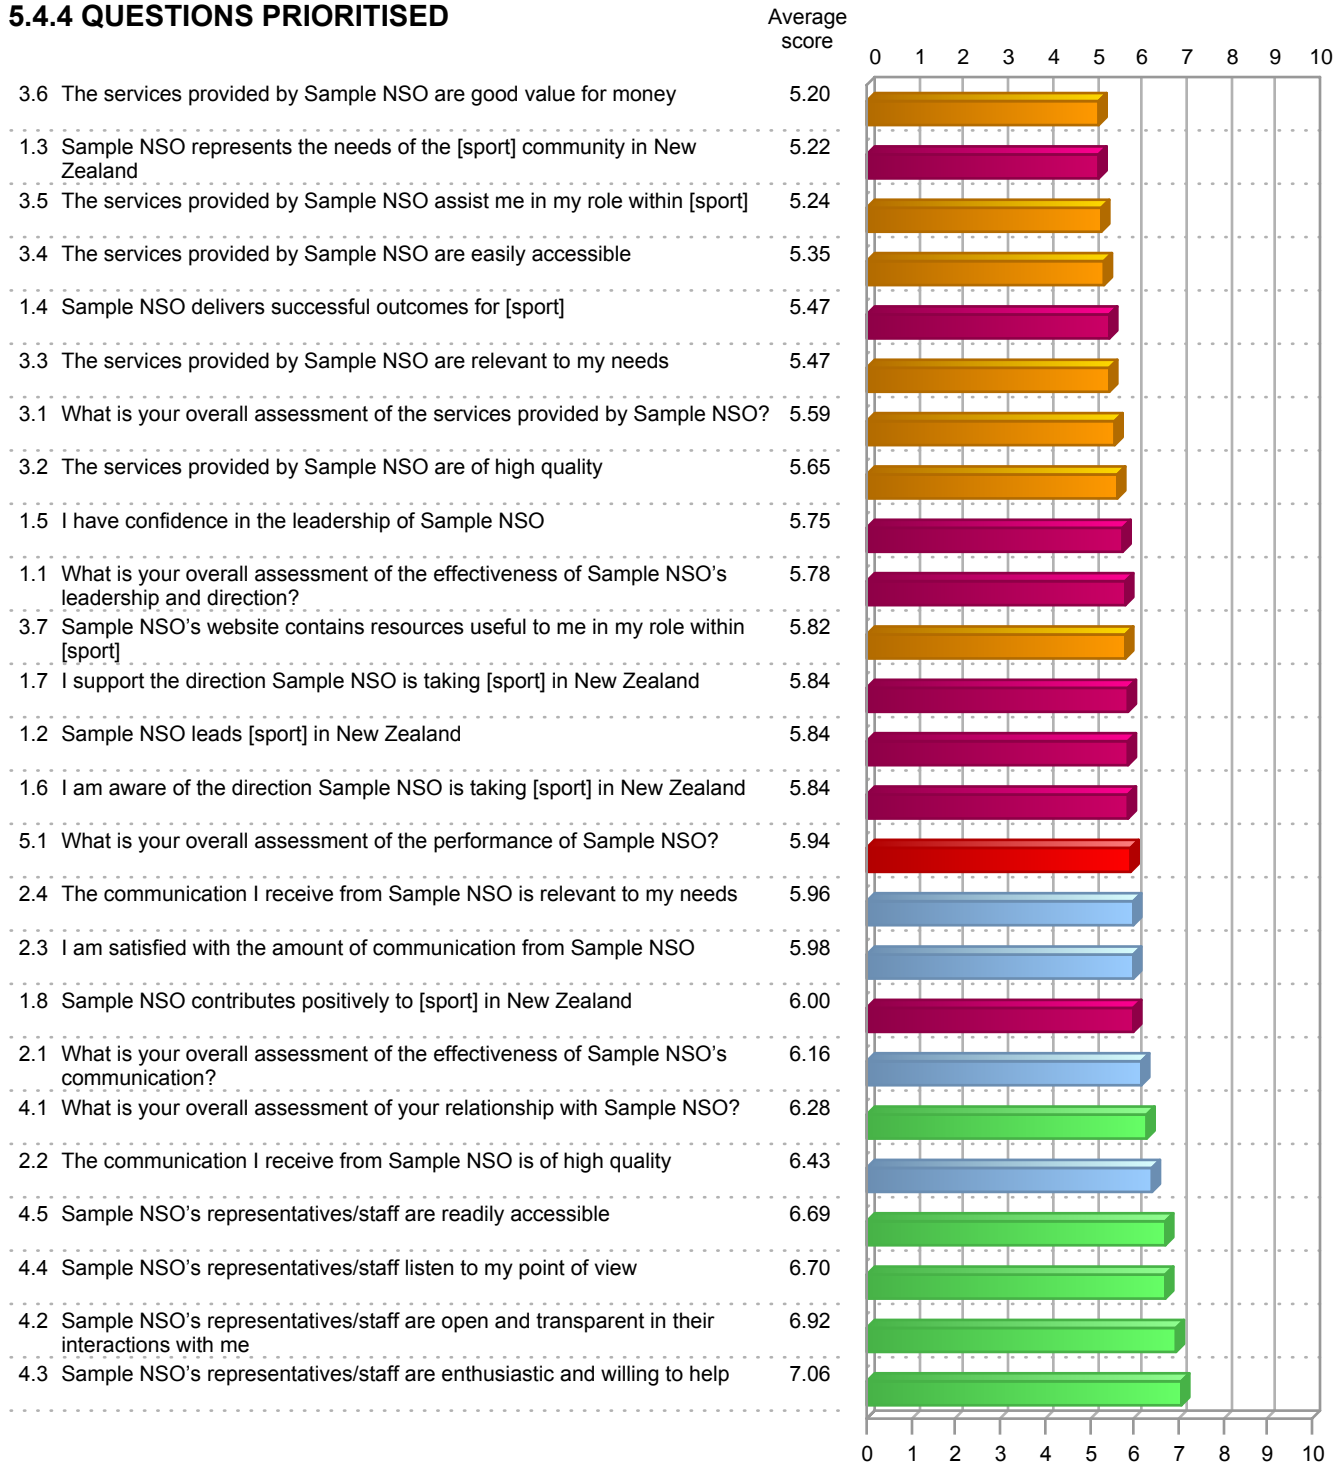 5.4.4 QUESTIONS PRIORITISED
Average
score
0 1 2 3 4 5 6 7 8 9 10
3.6 The services provided by Sample NSO are good value for money 5.20
1.3 Sample NSO represents the needs of the [sport] community in New 5.22
Zealand
3.5 The services provided by Sample NSO assist me in my role within [sport] 5.24
3.4 The services provided by Sample NSO are easily accessible 5.35
1.4 Sample NSO delivers successful outcomes for [sport] 5.47
3.3 The services provided by Sample NSO are relevant to my needs 5.47
3.1 What is your overall assessment of the services provided by Sample NSO? 5.59
3.2 The services provided by Sample NSO are of high quality 5.65
1.5 I have confidence in the leadership of Sample NSO 5.75
1.1 What is your overall assessment of the effectiveness of Sample NSO’s 5.78
leadership and direction?
3.7 Sample NSO’s website contains resources useful to me in my role within 5.82
[sport]
1.7 I support the direction Sample NSO is taking [sport] in New Zealand 5.84
1.2 Sample NSO leads [sport] in New Zealand 5.84
1.6 I am aware of the direction Sample NSO is taking [sport] in New Zealand 5.84
5.1 What is your overall assessment of the performance of Sample NSO? 5.94
2.4 The communication I receive from Sample NSO is relevant to my needs 5.96
2.3 I am satisfied with the amount of communication from Sample NSO 5.98
1.8 Sample NSO contributes positively to [sport] in New Zealand 6.00
2.1 What is your overall assessment of the effectiveness of Sample NSO’s 6.16
communication?
4.1 What is your overall assessment of your relationship with Sample NSO? 6.28
2.2 The communication I receive from Sample NSO is of high quality 6.43
4.5 Sample NSO’s representatives/staff are readily accessible 6.69
4.4 Sample NSO’s representatives/staff listen to my point of view 6.70
4.2 Sample NSO’s representatives/staff are open and transparent in their 6.92
interactions with me
4.3 Sample NSO’s representatives/staff are enthusiastic and willing to help 7.06
0 1 2 3 4 5 6 7 8 9 10